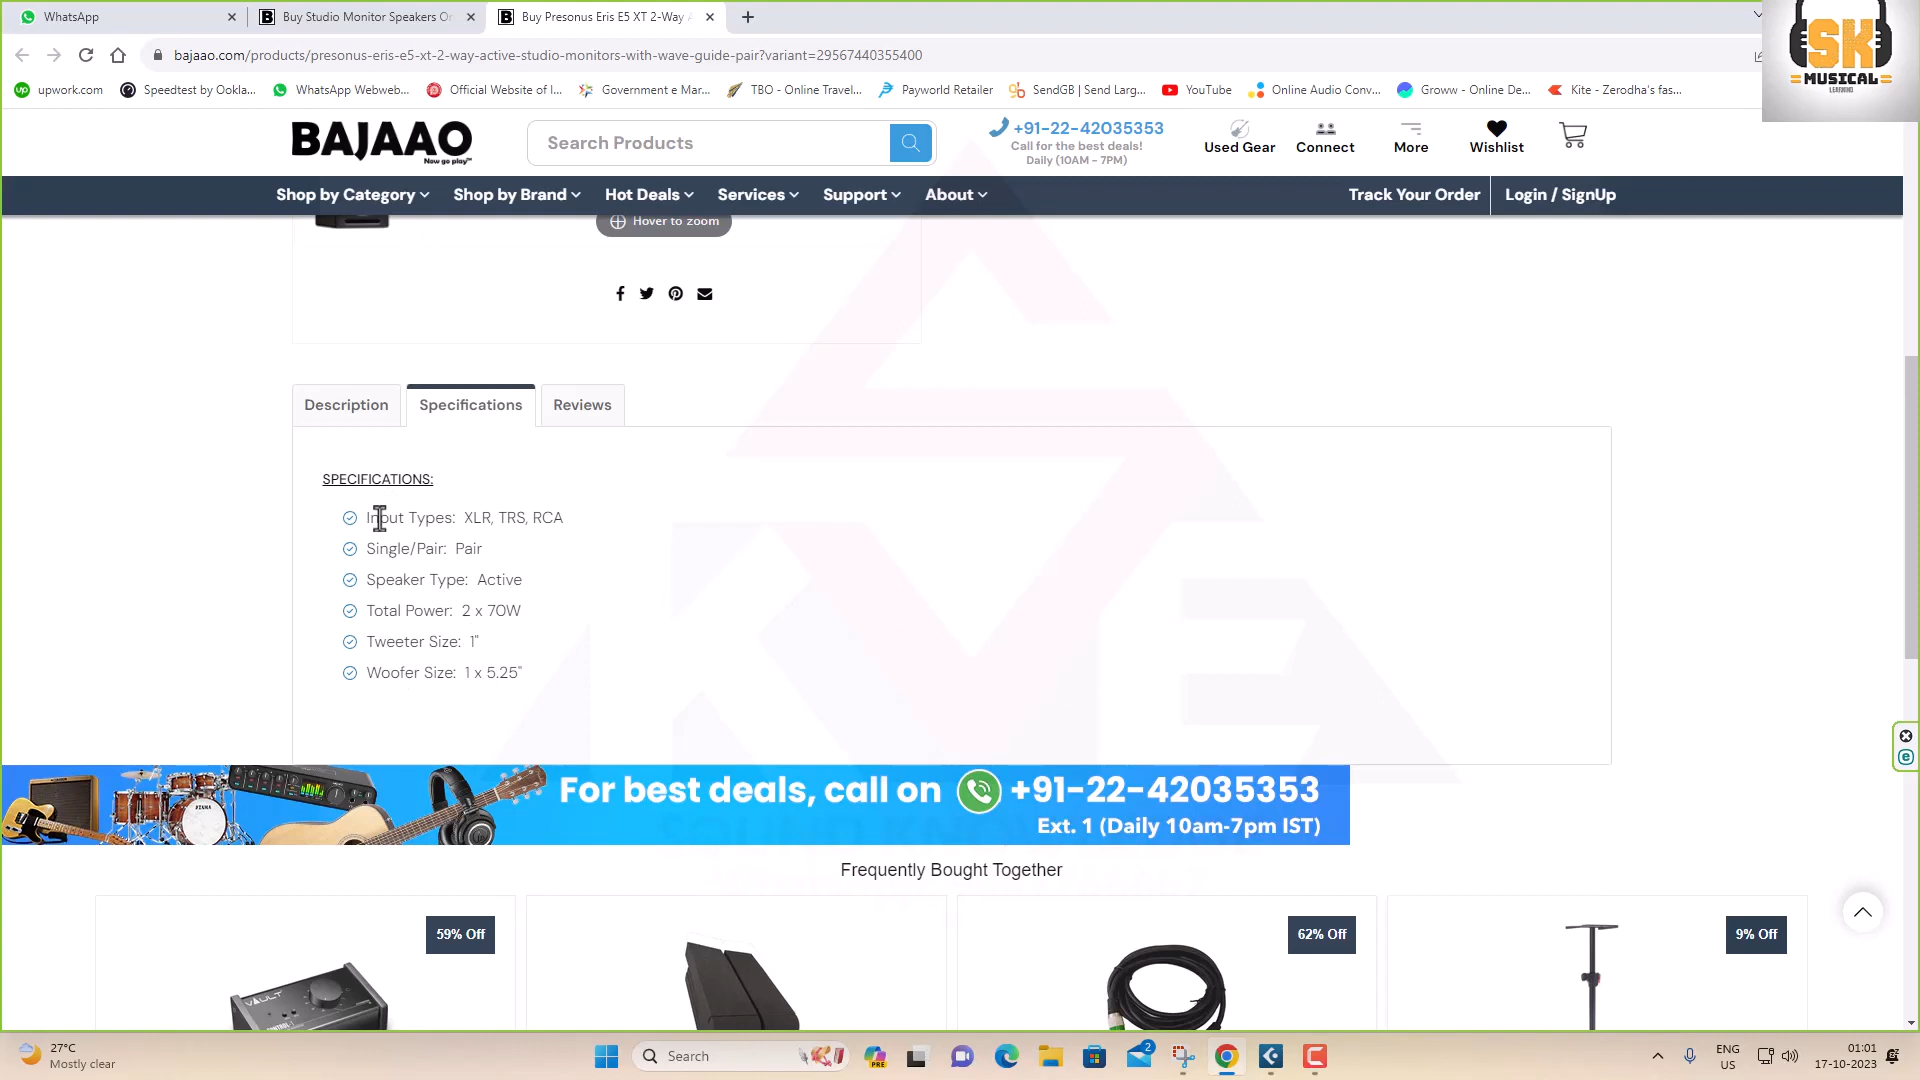 WhatsApp
Buy Studio Monitor Speakers Or
Buy Presonus Eris E5 XT 2-Way A
bajaao.com/products/presonus-eris-e5-xt-2-way-active-studio-monitors-with-wave-guide-pair?variant=29567440355400
upwork.com
Speedtest by Ookla...
WhatsApp Webweb...
Official Website of I...
Government e Mar...
TBO - Online Travel...
Payworld Retailer
SendGB | Send Larg...
YouTube
Online Audio Conv...
Groww - Online De...
Kite - Zerodha's fas...
SK
MUSICAL
LEARNING
BAJAAO
Now go play™
Search Products
+91-22-42035353
Call for the best deals!
Daily (10AM - 7PM)
Used Gear
Connect
More
Wishlist
Shop by Category
Shop by Brand
Hot Deals
Services
Support
About
Track Your Order
Login / SignUp
Hover to zoom
Description
Specifications
Reviews
SPECIFICATIONS:
Input Types: XLR, TRS, RCA
Single/Pair: Pair
Speaker Type: Active
Total Power: 2 x 70W
Tweeter Size: 1"
Woofer Size: 1 x 5.25"
For best deals, call on +91-22-42035353
Ext. 1 (Daily 10am-7pm IST)
Frequently Bought Together
59% Off
62% Off
9% Off
VAULT
27°C
Mostly clear
Search
PRE
2
ENG
US
01:01
17-10-2023